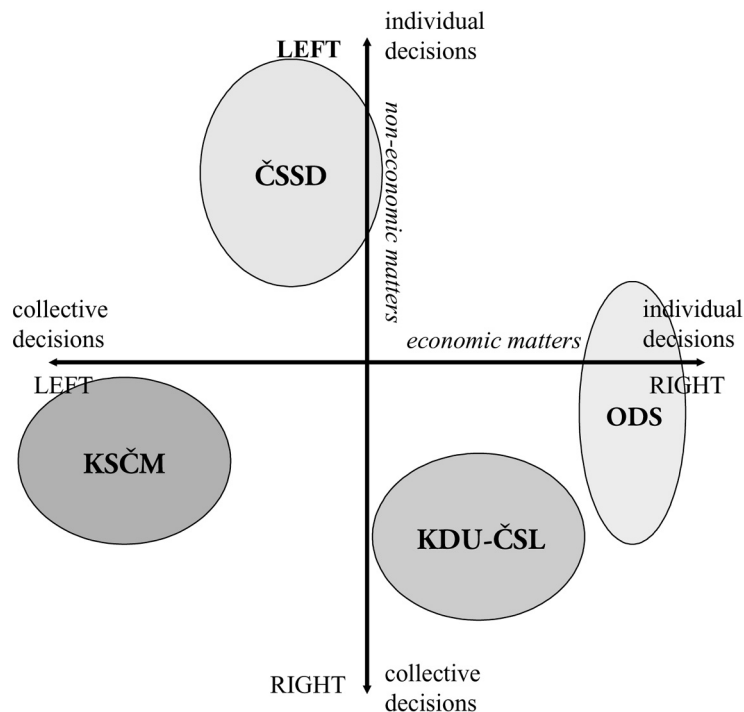 individual
decisions
LEFT
non-economic matters
ČSSD
collective
decisions
individual
decisions
economic matters
LEFT
RIGHT
ODS
KSČM
KDU-ČSL
RIGHT
collective
decisions